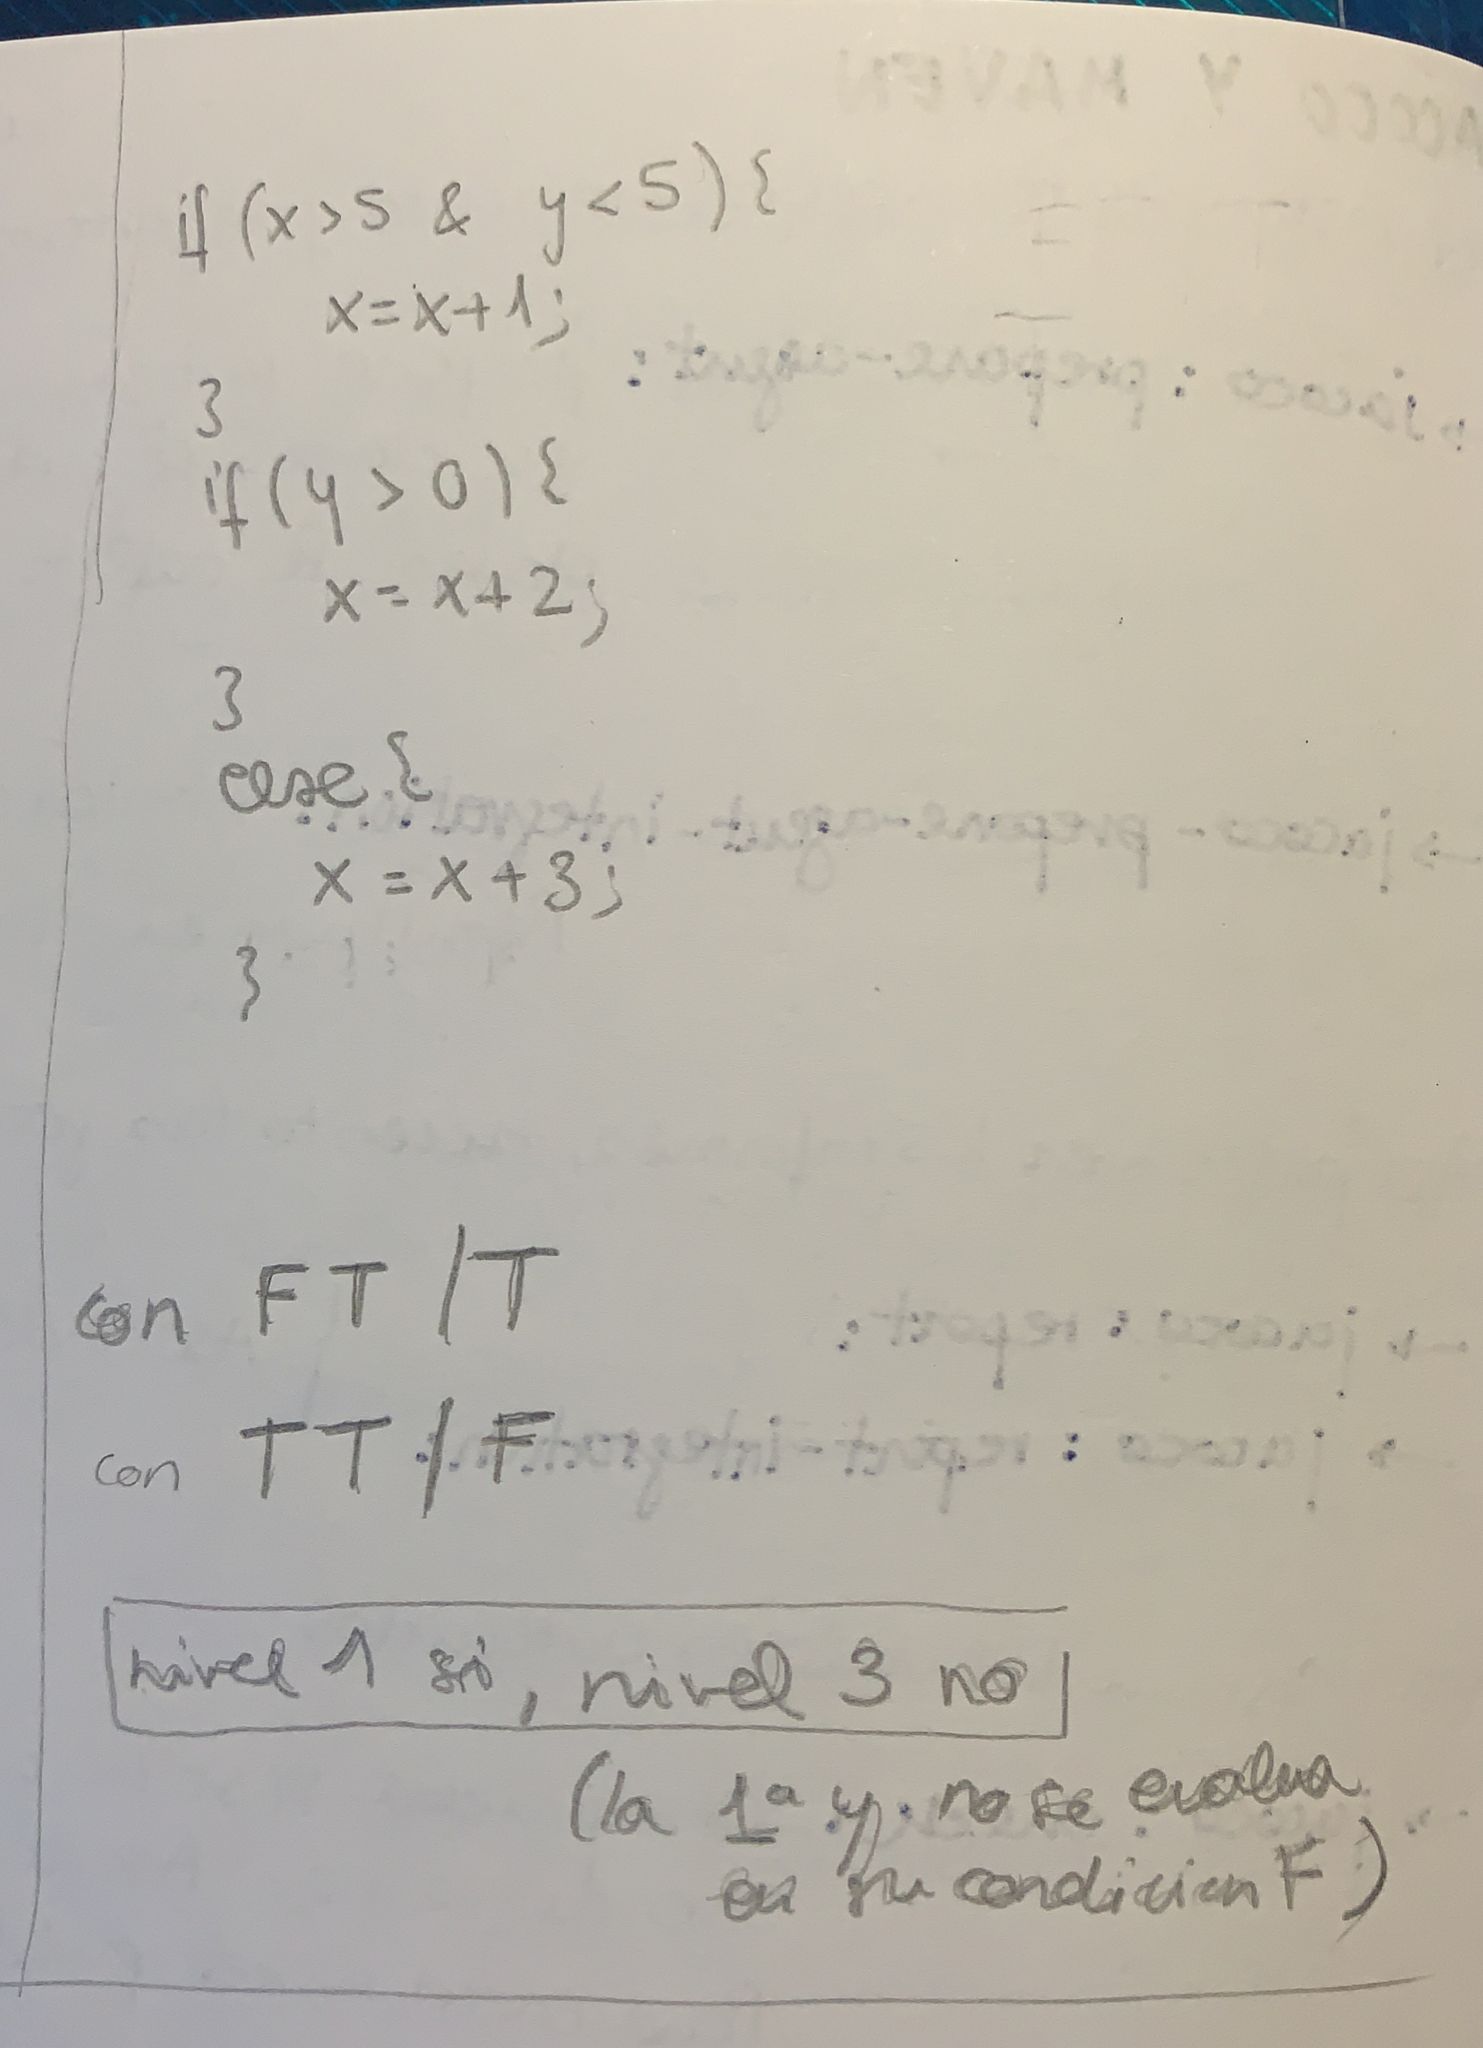 if (x>5 & y<5) {
x=x+1;
}
if (y > 0) {
x = x+2;
}
else {
x = x+3;
}
con FT / T
con TT / F
nivel 1 sí, nivel 3 no
(la 1ª y no se evalua
en su condicion F)